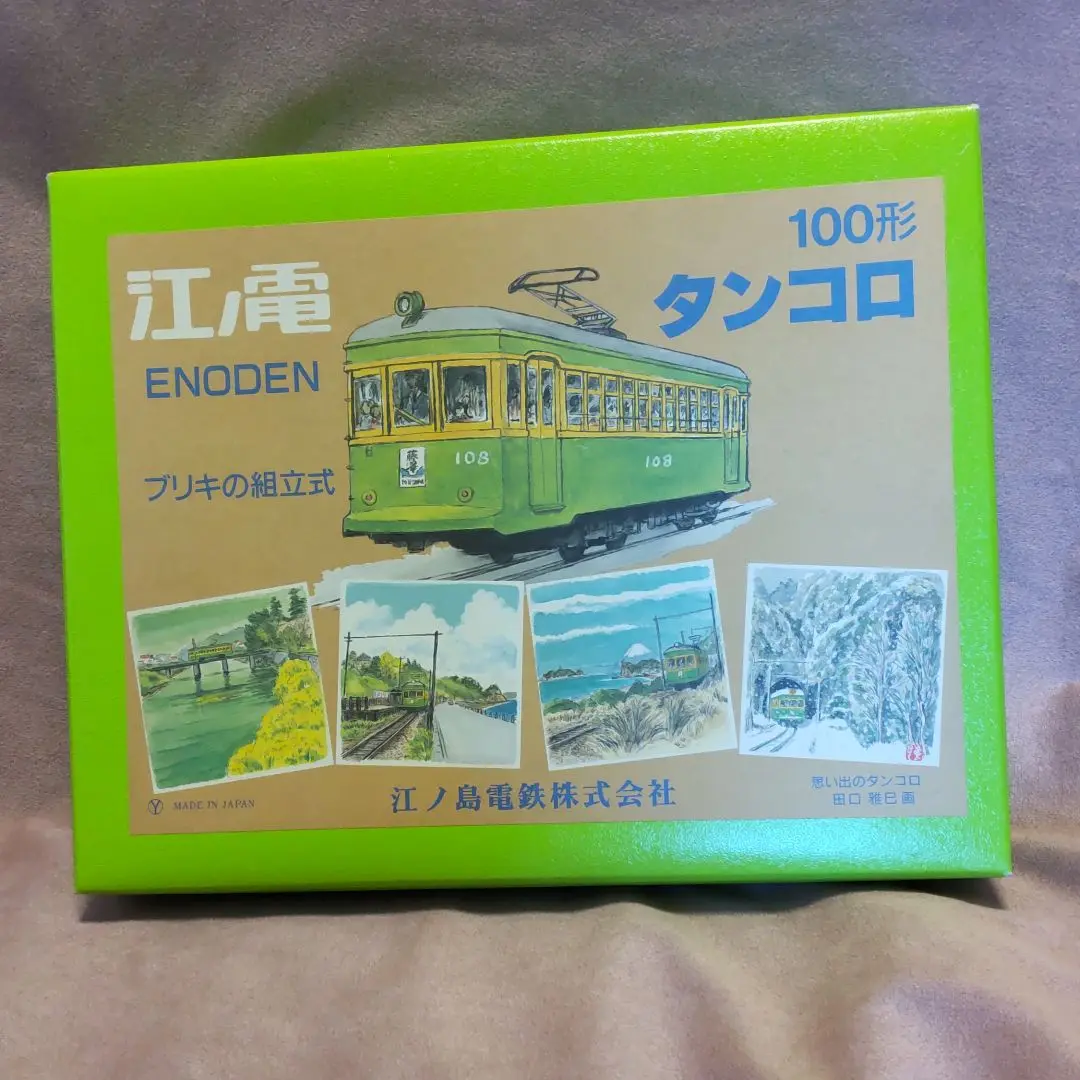 江ノ電
ENODEN
ブリキの組立式
100形
タンコロ
108
108
MADE IN JAPAN
江ノ島電鉄株式会社
思い出のタンコロ
田口 雅巳 画